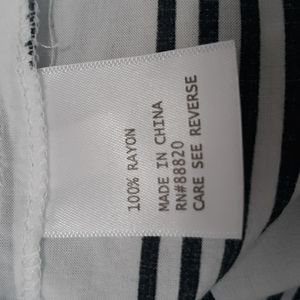 100% RAYON
MADE IN CHINA
RN#88820
CARE SEE REVERSE